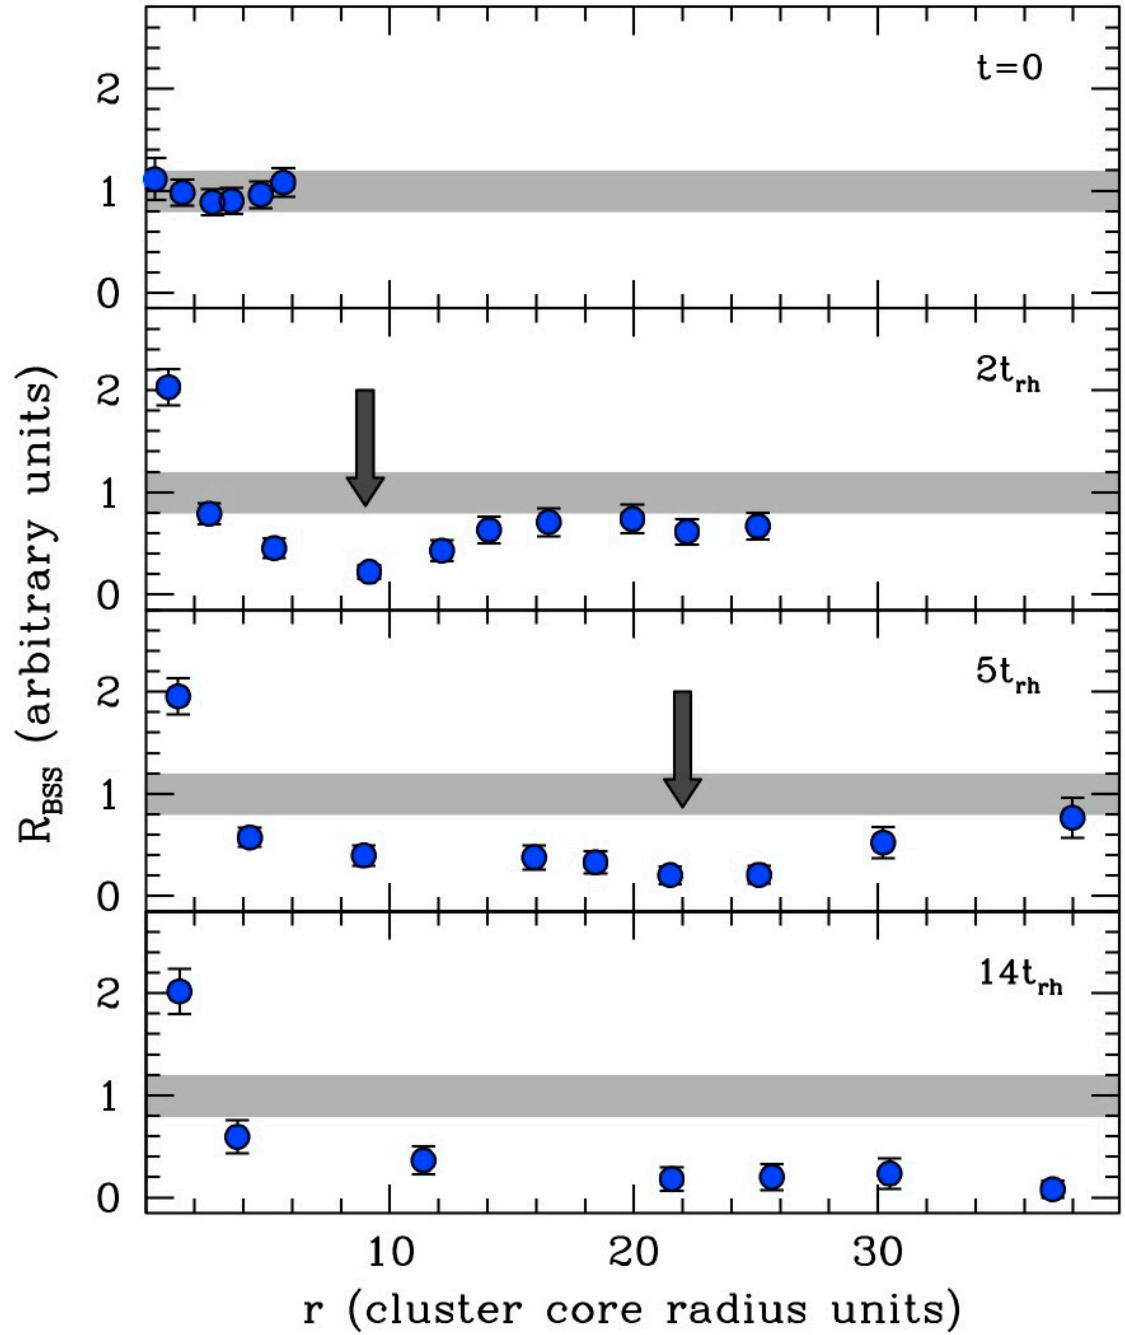 2
1
0
t=0
2
1
0
2t_rh
2
1
0
5t_rh
2
1
0
14t_rh
10 20 30
r (cluster core radius units)
R_BSS (arbitrary units)